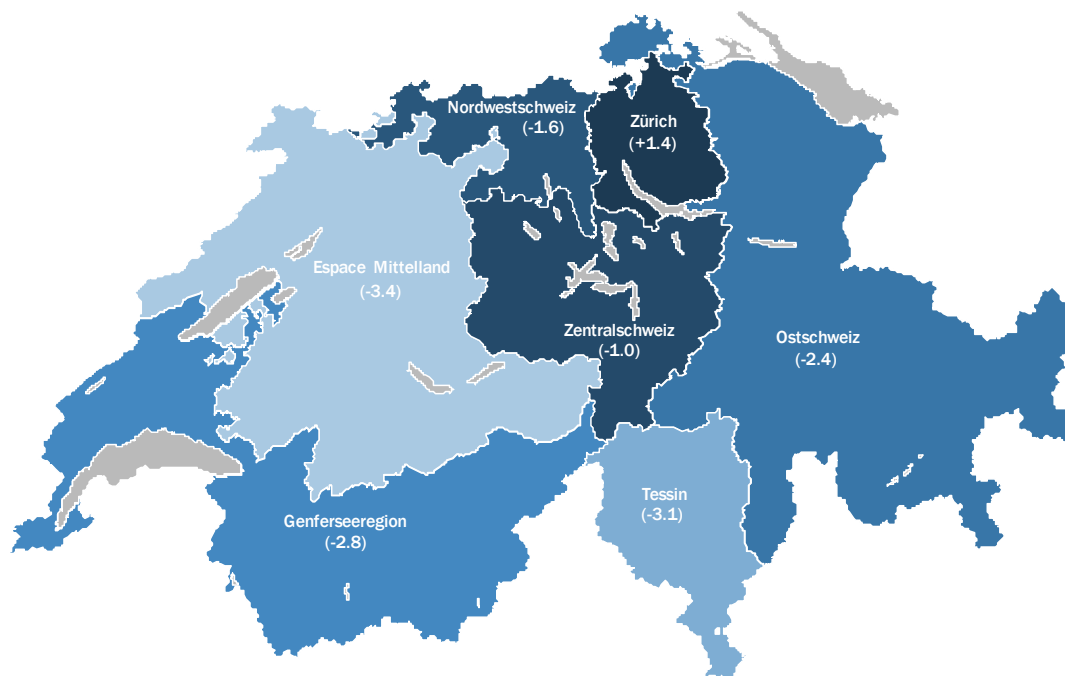 Nordwestschweiz
(-1.6)
Zürich
(+1.4)
Espace Mittelland
(-3.4)
Zentralschweiz
(-1.0)
Ostschweiz
(-2.4)
Genferseeregion
(-2.8)
Tessin
(-3.1)